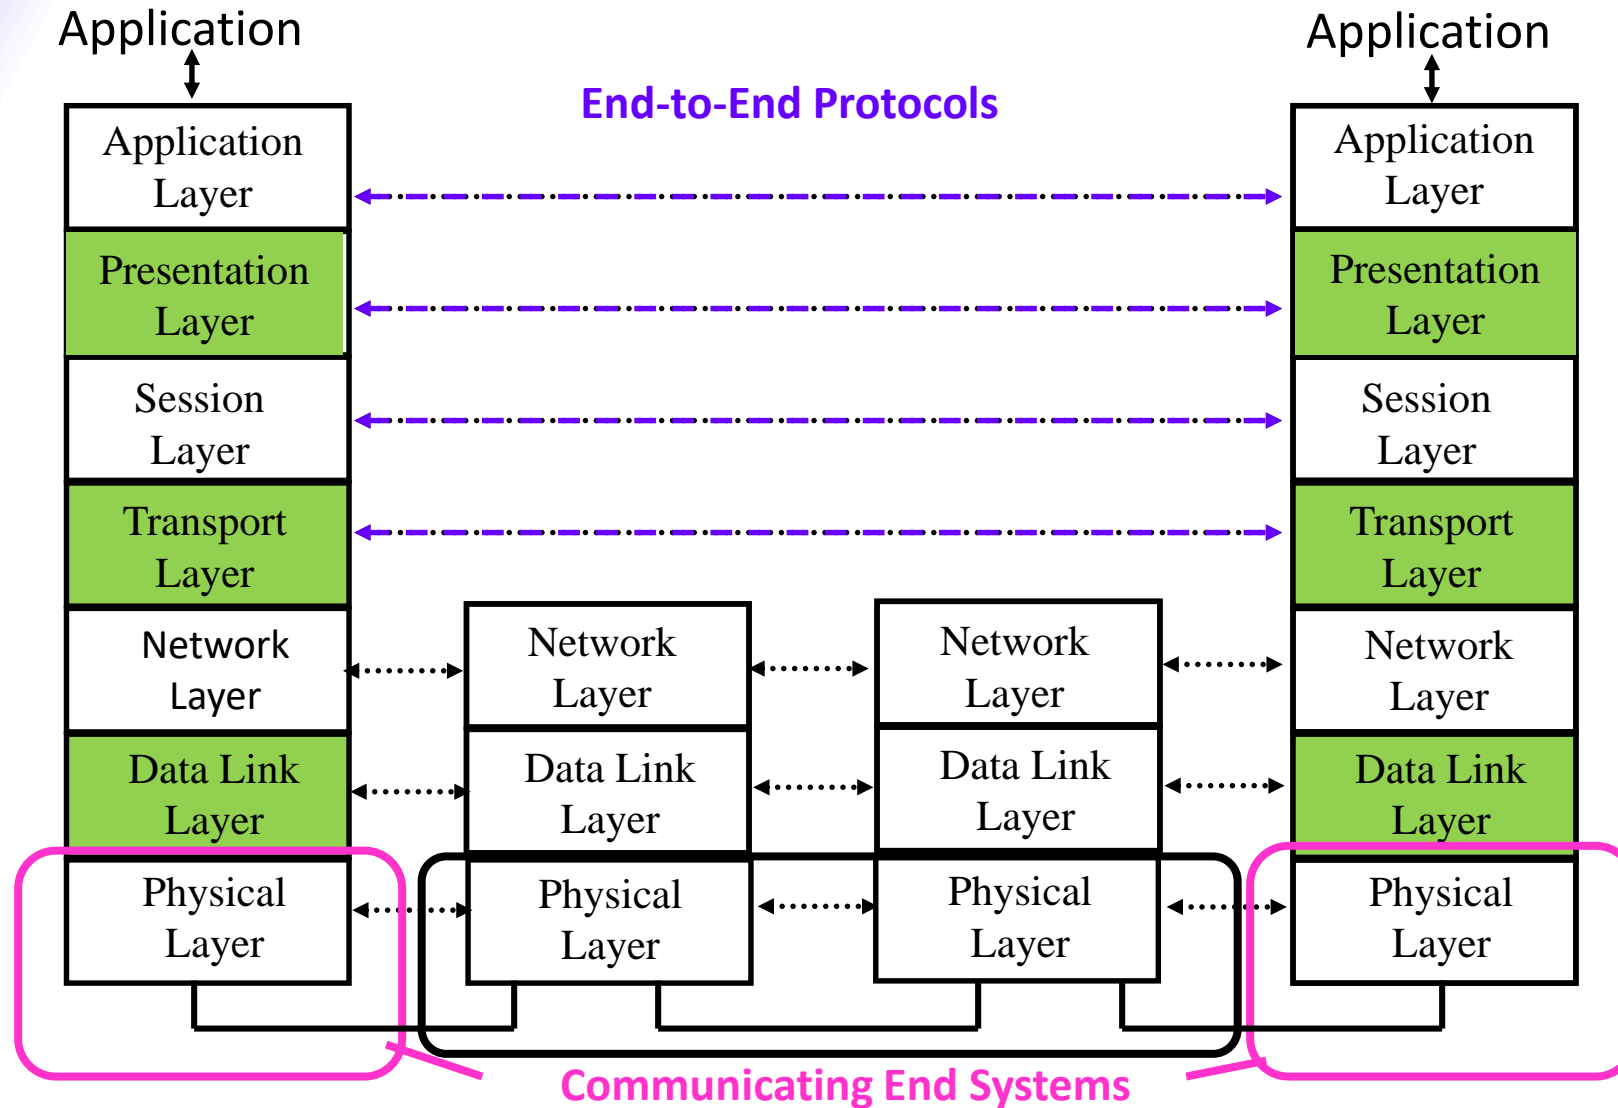 Application
Application
End-to-End Protocols
Application
Layer
Application
Layer
Presentation
Layer
Presentation
Layer
Session
Layer
Session
Layer
Transport
Layer
Transport
Layer
Network
Layer
Network
Layer
Network
Layer
Network
Layer
Data Link
Layer
Data Link
Layer
Data Link
Layer
Data Link
Layer
Physical
Layer
Physical
Layer
Physical
Layer
Physical
Layer
Communicating End Systems